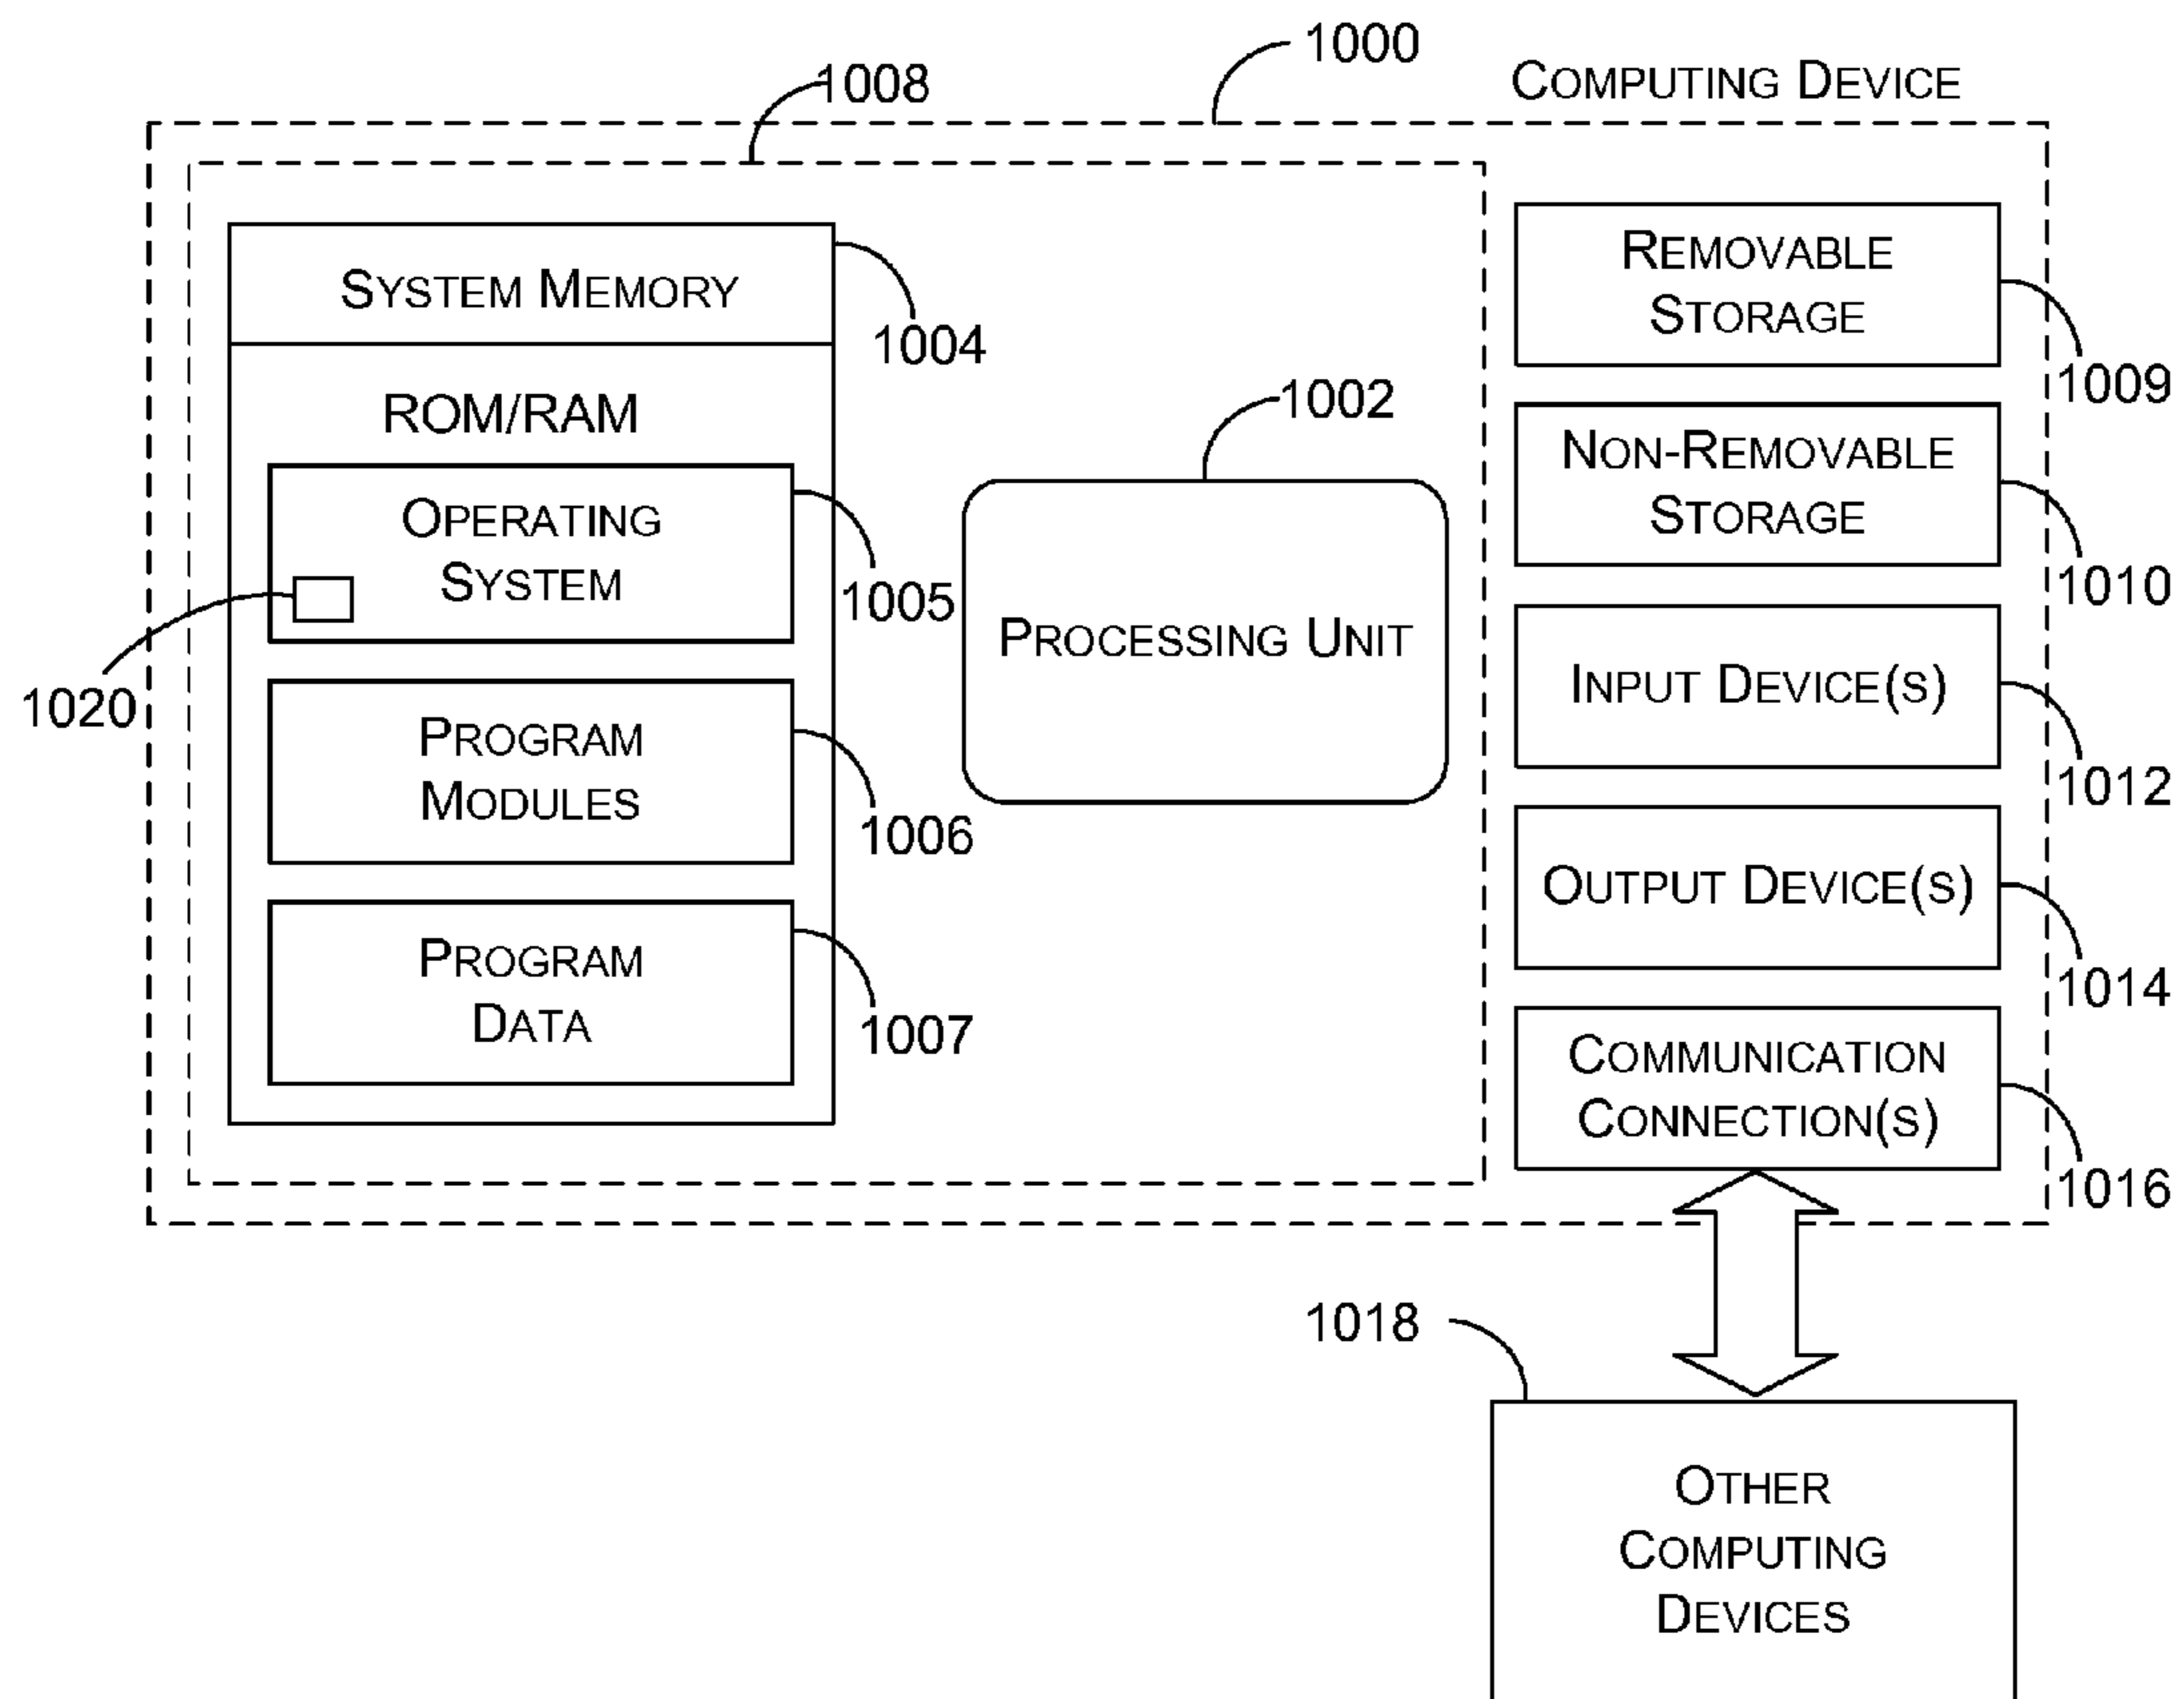 1000
COMPUTING DEVICE
1008
SYSTEM MEMORY
1004
ROM/RAM
OPERATING
SYSTEM
1005
1020
PROGRAM
MODULES
1006
PROGRAM
DATA
1007
1002
PROCESSING UNIT
REMOVABLE
STORAGE
1009
NON-REMOVABLE
STORAGE
1010
INPUT DEVICE(S)
1012
OUTPUT DEVICE(S)
1014
COMMUNICATION
CONNECTION(S)
1016
1018
OTHER
COMPUTING
DEVICES